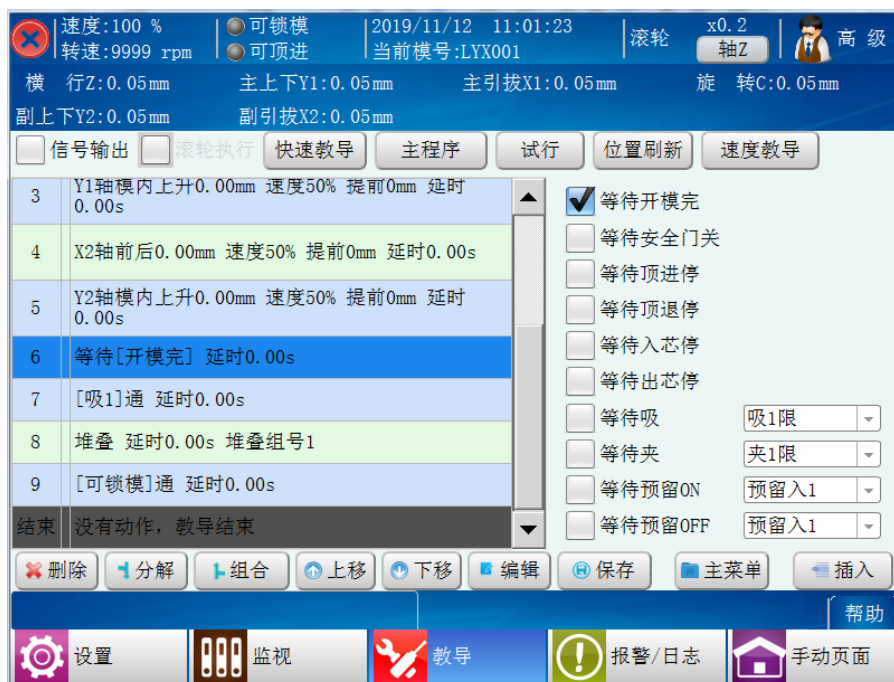 速度:100 % 可锁模 2019/11/12 11:01:23 滚轮 x0.2 高 级
转速:9999 rpm 可顶进 当前模号:LYX001 轴Z
横 行Z:0.05mm 主上下Y1:0.05mm 主引拔X1:0.05mm 旋 转C:0.05mm
副上下Y2:0.05mm 副引拔X2:0.05mm
信号输出 滚轮执行 快速教导 主程序 试行 位置刷新 速度教导
3 Y1轴模内上升0.00mm 速度50% 提前0mm 延时
0.00s
4 X2轴前后0.00mm 速度50% 提前0mm 延时0.00s
5 Y2轴模内上升0.00mm 速度50% 提前0mm 延时
0.00s
6 等待[开模完] 延时0.00s
7 [吸1]通 延时0.00s
8 堆叠 延时0.00s 堆叠组号1
9 [可锁模]通 延时0.00s
结束 没有动作，教导结束
等待开模完
等待安全门关
等待顶进停
等待顶退停
等待入芯停
等待出芯停
等待吸 吸1限
等待夹 夹1限
等待预留ON 预留入1
等待预留OFF 预留入1
删除 分解 组合 上移 下移 编辑 保存 主菜单 插入
帮助
设置 监视 教导 报警/日志 手动页面